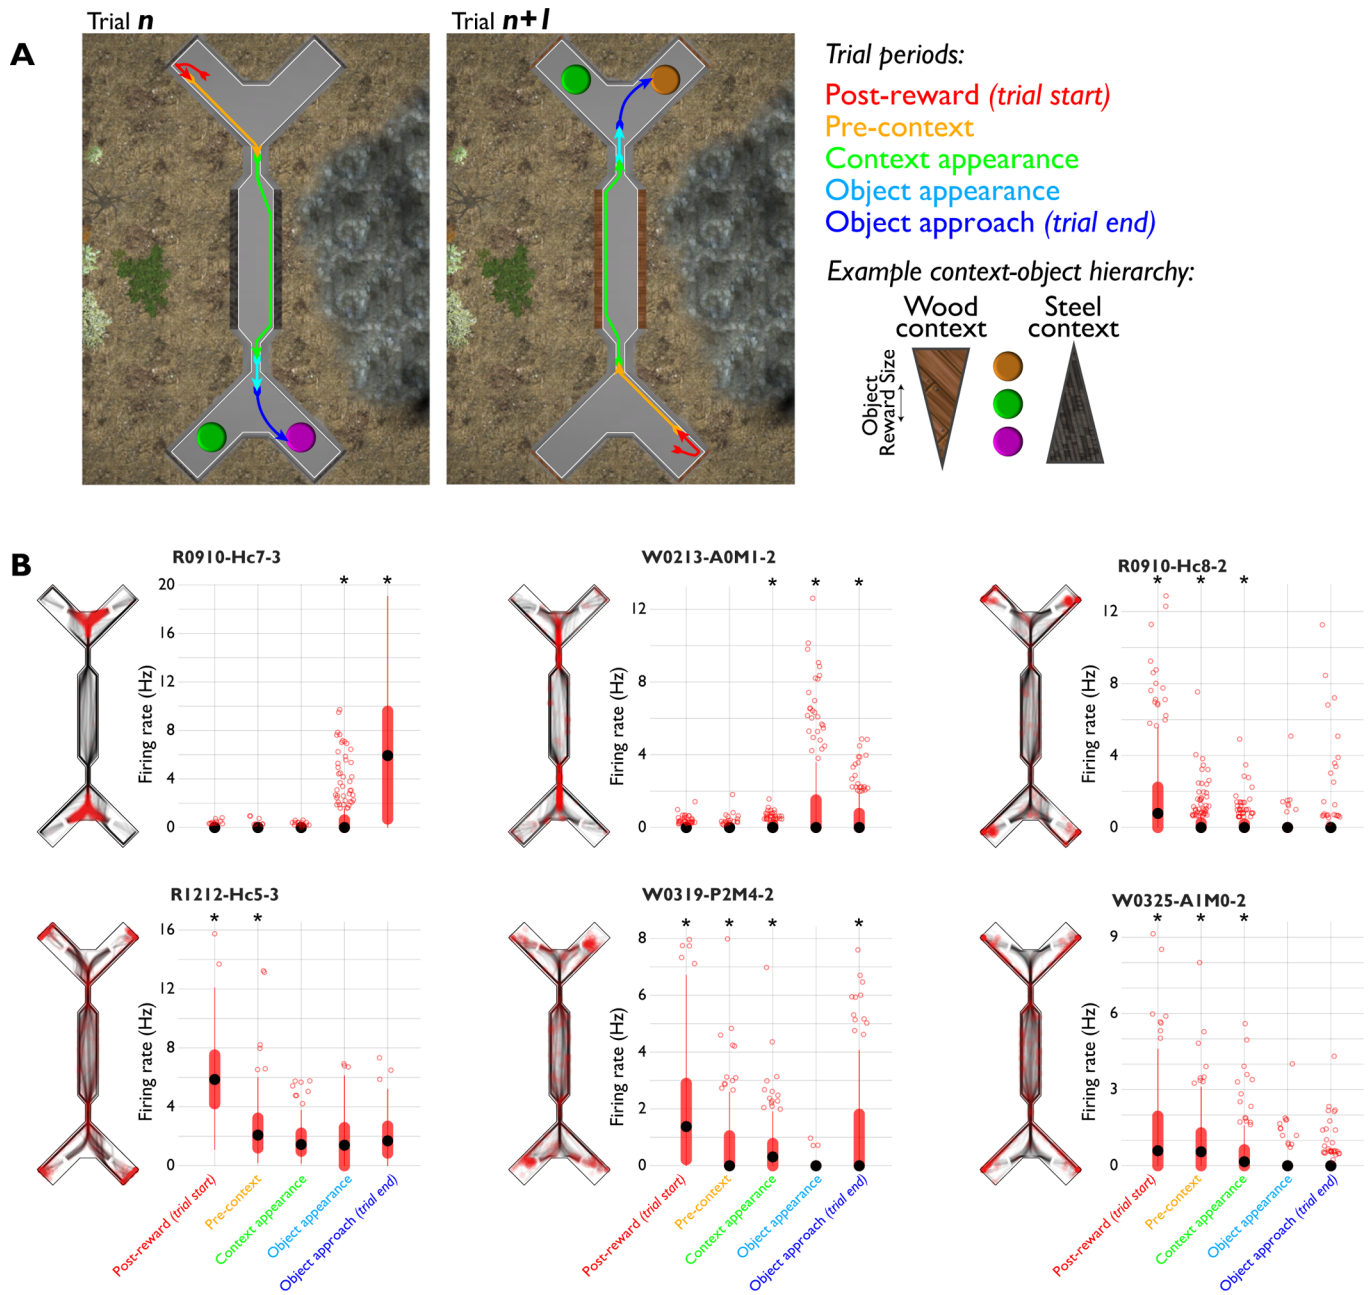 A
Trial n
Trial n+1
Trial periods:
Post-reward (trial start)
Pre-context
Context appearance
Object appearance
Object approach (trial end)
Example context-object hierarchy:
Wood context
Steel context
Object
Reward Size
B
R0910-Hc7-3
Firing rate (Hz)
20
16
12
8
4
0
* *
W0213-A0M1-2
Firing rate (Hz)
12
8
4
0
* * *
R0910-Hc8-2
Firing rate (Hz)
12
8
4
0
* * *
R1212-Hc5-3
Firing rate (Hz)
16
12
8
4
0
* *
Post-reward (trial start)
Pre-context
Context appearance
Object appearance
Object approach (trial end)
W0319-P2M4-2
Firing rate (Hz)
8
6
4
2
0
* * * *
Post-reward (trial start)
Pre-context
Context appearance
Object appearance
Object approach (trial end)
W0325-A1M0-2
Firing rate (Hz)
9
6
3
0
* * *
Post-reward (trial start)
Pre-context
Context appearance
Object appearance
Object approach (trial end)